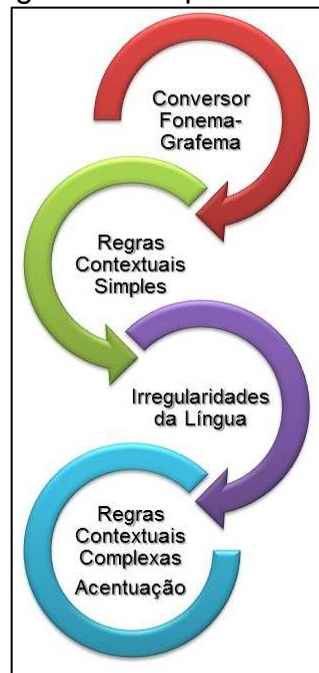 Conversor
Fonema-
Grafema
Regras
Contextuais
Simples
Irregularidades
da Língua
Regras
Contextuais
Complexas
Acentuação